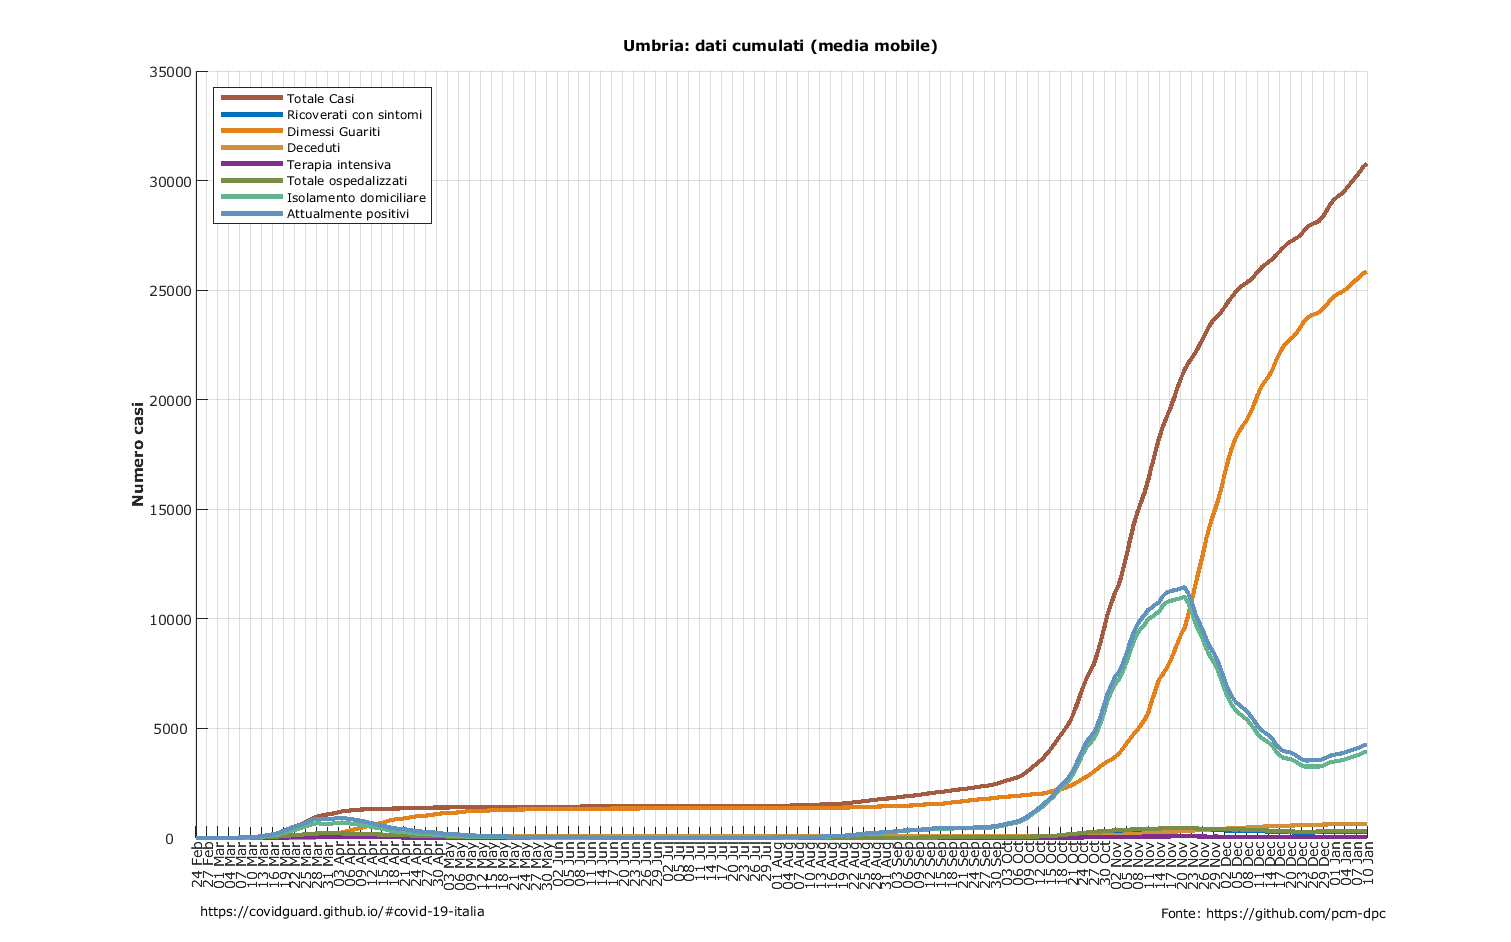 Umbria: dati cumulati (media mobile)
35000
30000
25000
20000
15000
10000
5000
0
Numero casi
Totale Casi
Ricoverati con sintomi
Dimessi Guariti
Deceduti
Terapia intensiva
Totale ospedalizzati
Isolamento domiciliare
Attualmente positivi
24 Feb
27 Feb
01 Mar
04 Mar
07 Mar
10 Mar
13 Mar
16 Mar
19 Mar
22 Mar
25 Mar
28 Mar
31 Mar
03 Apr
06 Apr
09 Apr
12 Apr
15 Apr
18 Apr
21 Apr
24 Apr
27 Apr
30 Apr
03 May
06 May
09 May
12 May
15 May
18 May
21 May
24 May
27 May
30 May
02 Jun
05 Jun
08 Jun
11 Jun
14 Jun
17 Jun
20 Jun
23 Jun
26 Jun
29 Jun
02 Jul
05 Jul
08 Jul
11 Jul
14 Jul
17 Jul
20 Jul
23 Jul
26 Jul
29 Jul
01 Aug
04 Aug
07 Aug
10 Aug
13 Aug
16 Aug
19 Aug
22 Aug
25 Aug
28 Aug
31 Aug
03 Sep
06 Sep
09 Sep
12 Sep
15 Sep
18 Sep
21 Sep
24 Sep
27 Sep
30 Sep
03 Oct
06 Oct
09 Oct
12 Oct
15 Oct
18 Oct
21 Oct
24 Oct
27 Oct
30 Oct
02 Nov
05 Nov
08 Nov
11 Nov
14 Nov
17 Nov
20 Nov
23 Nov
26 Nov
29 Nov
02 Dec
05 Dec
08 Dec
11 Dec
14 Dec
17 Dec
20 Dec
23 Dec
26 Dec
29 Dec
01 Jan
04 Jan
07 Jan
10 Jan
https://covidguard.github.io/#covid-19-italia
Fonte: https://github.com/pcm-dpc